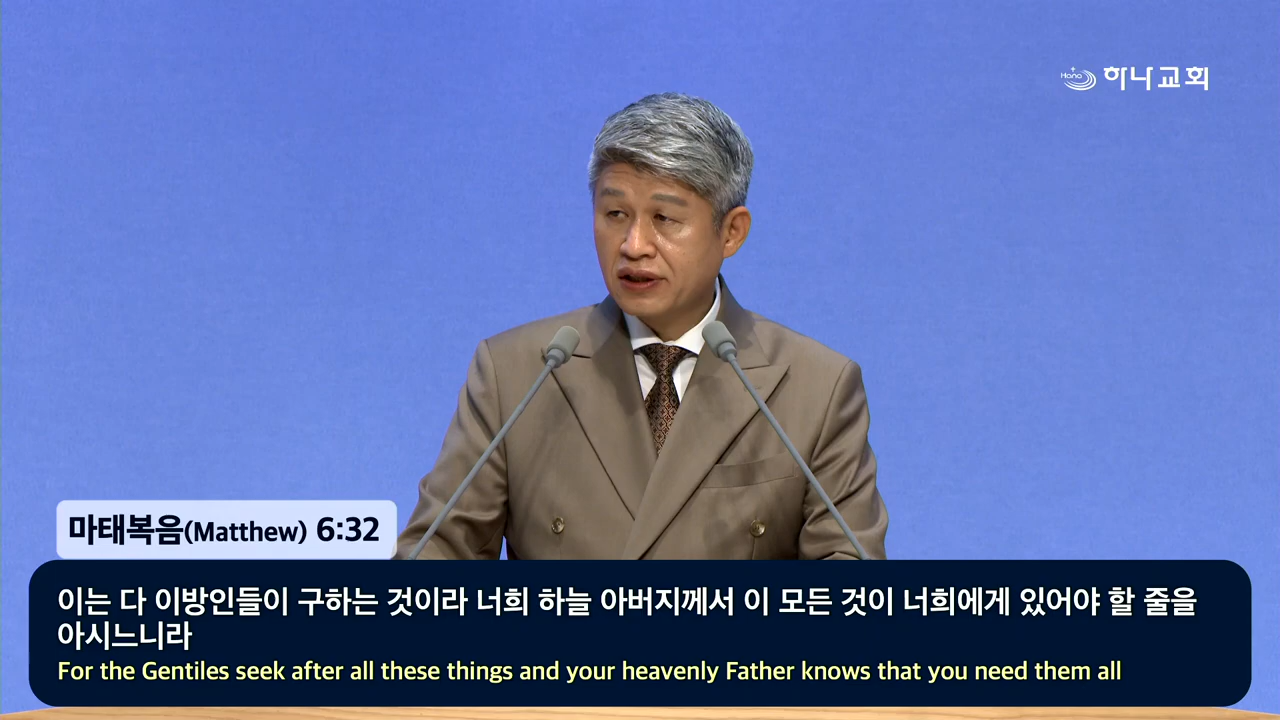 Hana 하나교회
마태복음(Matthew) 6:32
이는 다 이방인들이 구하는 것이라 너희 하늘 아버지께서 이 모든 것이 너희에게 있어야 할 줄을
아시느니라
For the Gentiles seek after all these things and your heavenly Father knows that you need them all